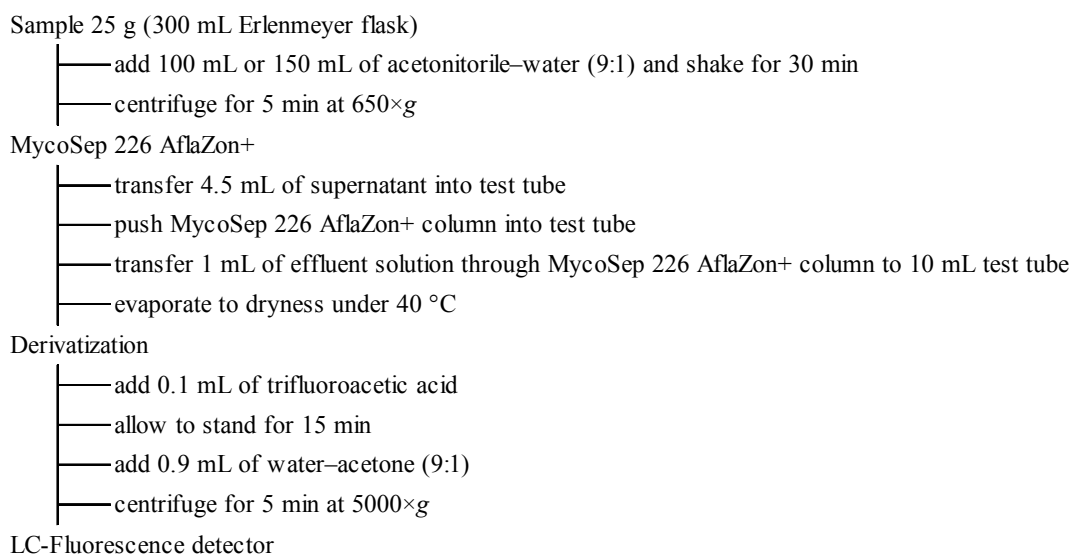 Sample 25 g (300 mL Erlenmeyer flask)
add 100 mL or 150 mL of acetonitorile–water (9:1) and shake for 30 min
centrifuge for 5 min at 650×g
MycoSep 226 AflaZon+
transfer 4.5 mL of supernatant into test tube
push MycoSep 226 AflaZon+ column into test tube
transfer 1 mL of effluent solution through MycoSep 226 AflaZon+ column to 10 mL test tube
evaporate to dryness under 40 °C
Derivatization
add 0.1 mL of trifluoroacetic acid
allow to stand for 15 min
add 0.9 mL of water–acetone (9:1)
centrifuge for 5 min at 5000×g
LC-Fluorescence detector